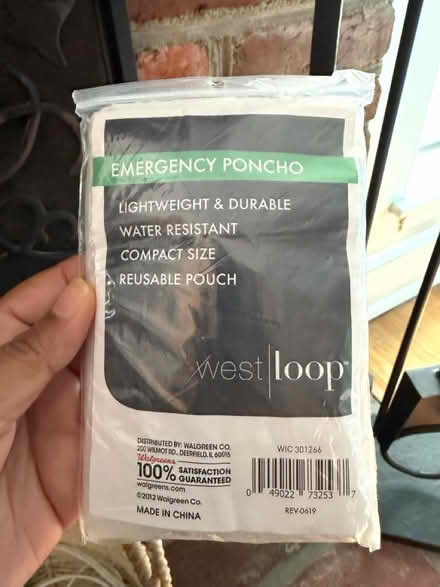 EMERGENCY PONCHO
LIGHTWEIGHT & DURABLE
WATER RESISTANT
COMPACT SIZE
REUSABLE POUCH
west|loop™
DISTRIBUTED BY: WALGREEN CO.
200 WILMOT RD., DEERFIELD, IL 60015
Walgreens
100% SATISFACTION GUARANTEED
walgreens.com
©2012 Walgreen Co.
MADE IN CHINA
WIC 301266
0 49022 73253 7
REV-0619